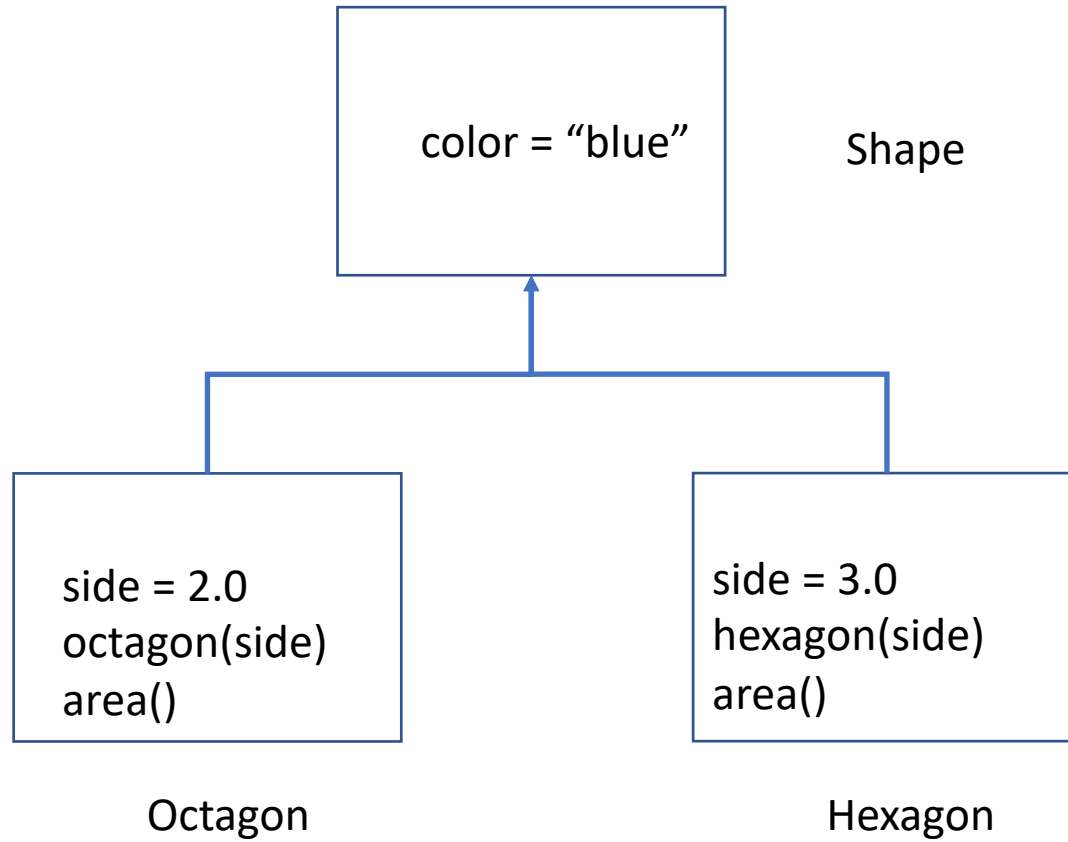 color = “blue”
Shape
side = 2.0
octagon(side)
area()
side = 3.0
hexagon(side)
area()
Octagon
Hexagon